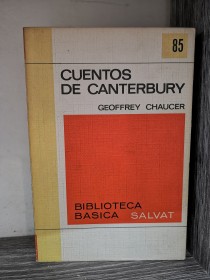 85
CUENTOS
DE CANTERBURY
GEOFFREY CHAUCER
BIBLIOTECA
BASICA SALVAT